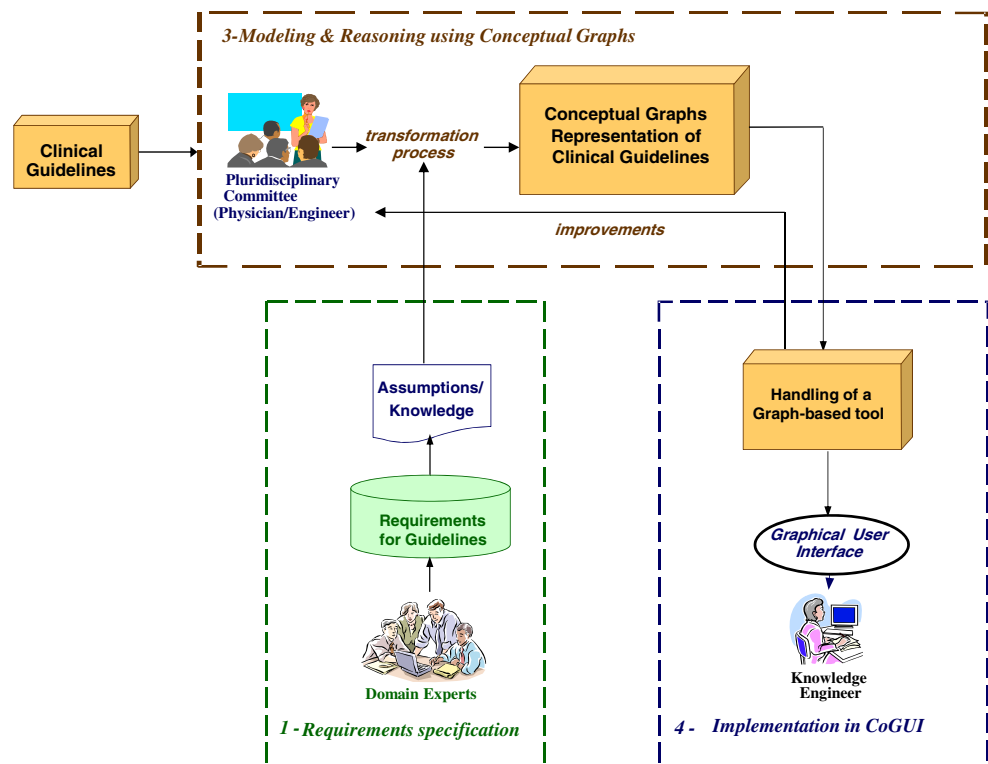 3-Modeling & Reasoning using Conceptual Graphs
Clinical
Guidelines
Pluridisciplinary
Committee
(Physician/Engineer)
transformation
process
Conceptual Graphs
Representation of
Clinical Guidelines
improvements
Assumptions/
Knowledge
Requirements
for Guidelines
Domain Experts
1 - Requirements specification
Handling of a
Graph-based tool
Graphical User
Interface
Knowledge
Engineer
4 - Implementation in CoGUI